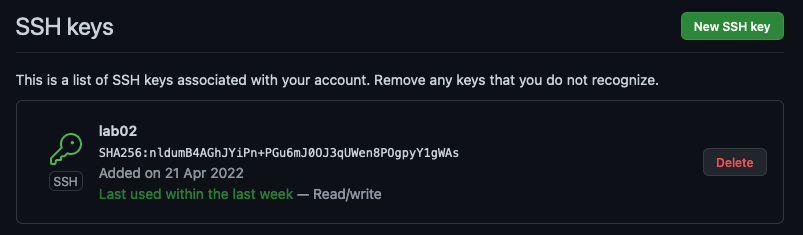 SSH keys
New SSH key
This is a list of SSH keys associated with your account. Remove any keys that you do not recognize.
lab02
SHA256:nldumB4AGhJYiPn+PGu6mJ0OJ3qUWen8POgpyY1gWAs
SSH
Added on 21 Apr 2022
Last used within the last week — Read/write
Delete